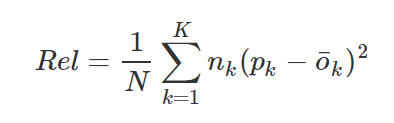 Rel = \frac{1}{N} \sum_{k=1}^{K} n_k(p_k - \bar{o}_k)^2